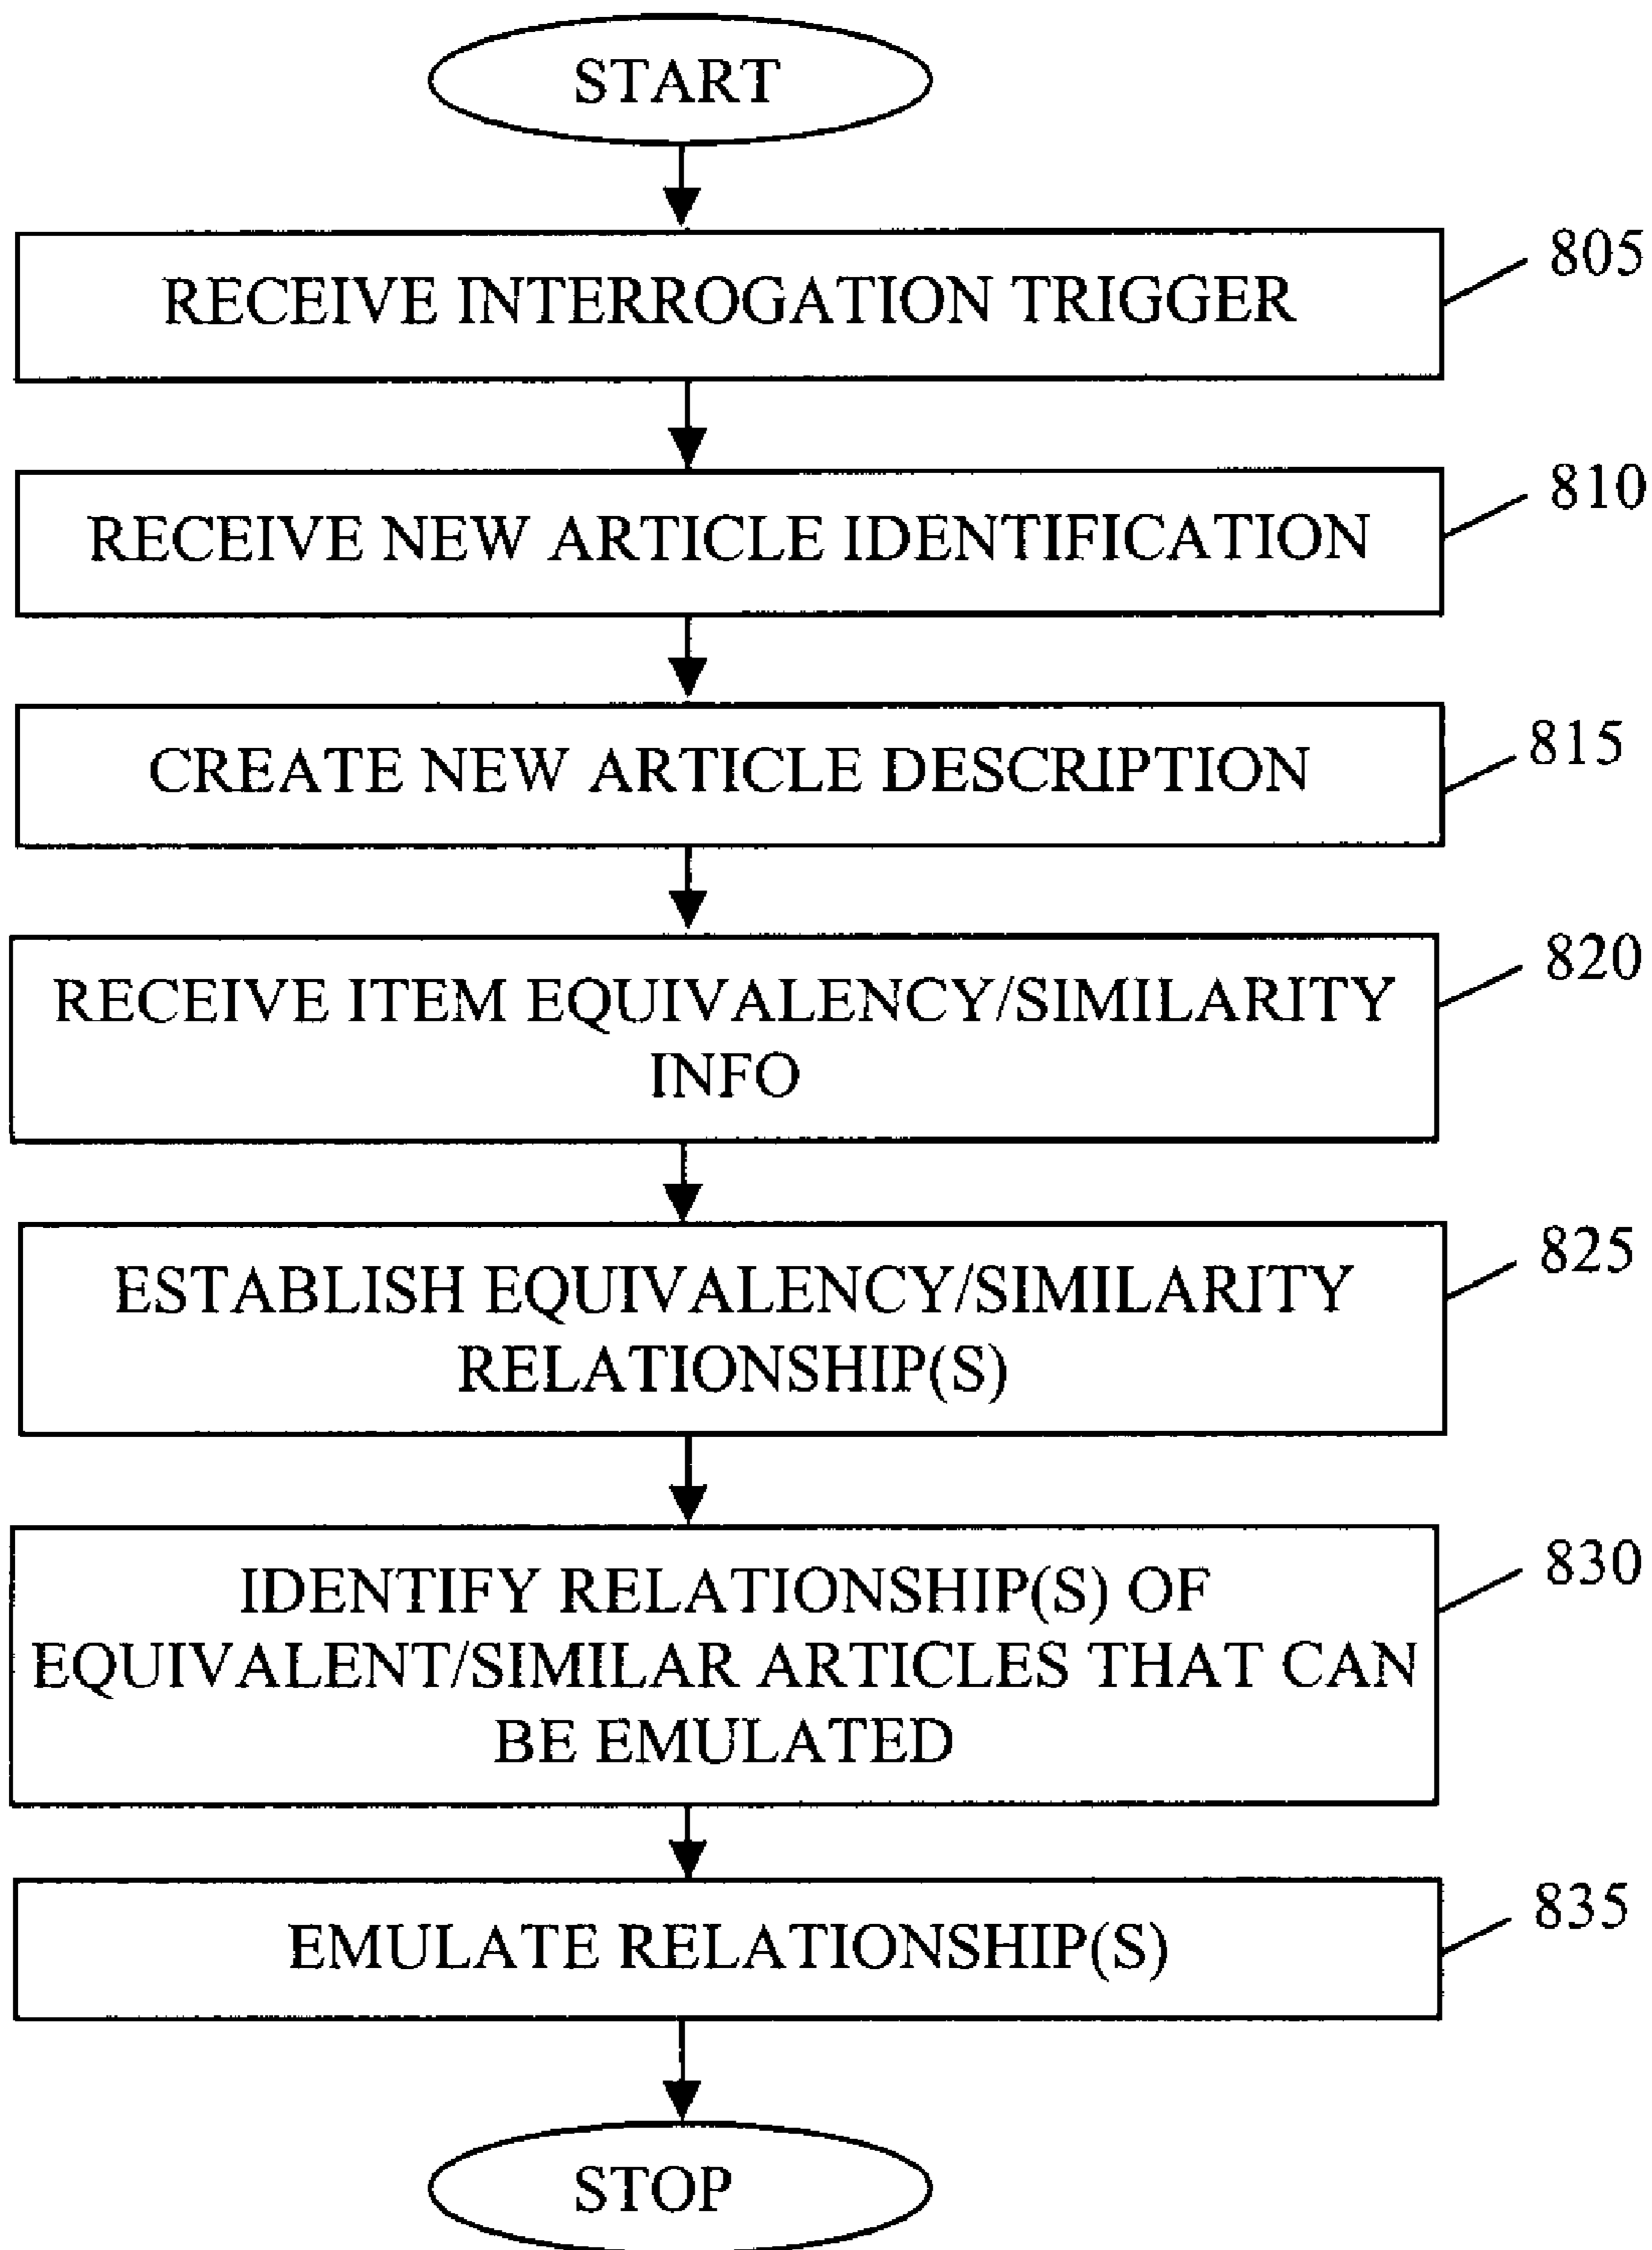 START
RECEIVE INTERROGATION TRIGGER
805
RECEIVE NEW ARTICLE IDENTIFICATION
810
CREATE NEW ARTICLE DESCRIPTION
815
RECEIVE ITEM EQUIVALENCY/SIMILARITY
INFO
820
ESTABLISH EQUIVALENCY/SIMILARITY
RELATIONSHIP(S)
825
IDENTIFY RELATIONSHIP(S) OF
EQUIVALENT/SIMILAR ARTICLES THAT CAN
BE EMULATED
830
EMULATE RELATIONSHIP(S)
835
STOP